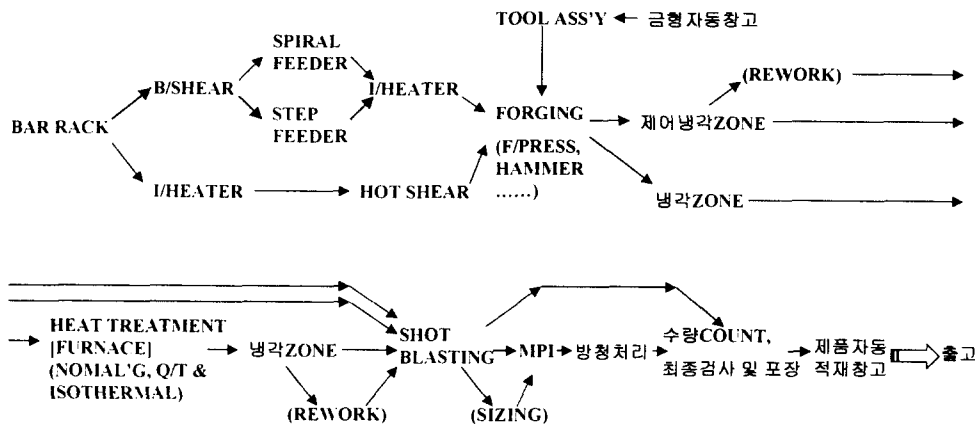 TOOL ASS'Y
금형자동창고
SPIRAL
FEEDER
(REWORK)
B/SHEAR
I/HEATER
STEP
FEEDER
FORGING
BAR RACK
제어냉각ZONE
(F/PRESS,
HAMMER
......)
I/HEATER
HOT SHEAR
냉각ZONE
HEAT TREATMENT
[FURNACE]
(NOMAL'G, Q/T &
ISOTHERMAL)
냉각ZONE
(REWORK)
SHOT
BLASTING
(SIZING)
MPI
방청처리
수량COUNT,
최종검사 및 포장
제품자동
적재창고
출고